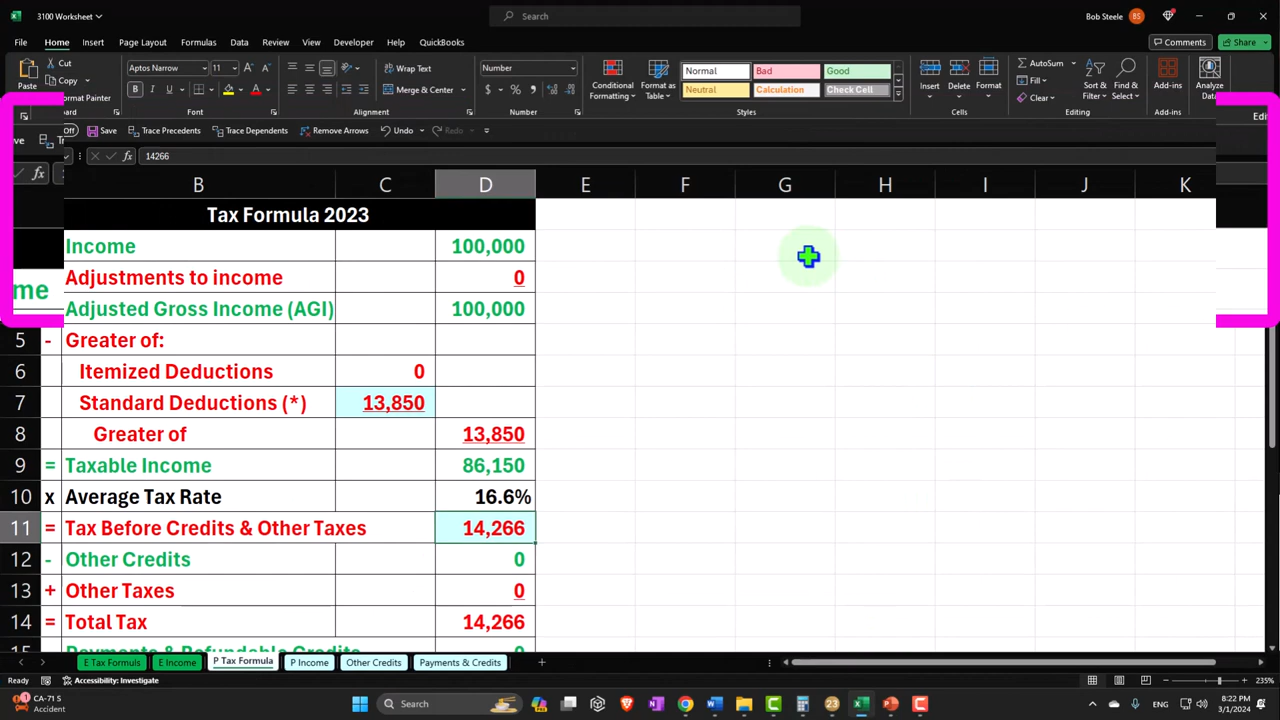 3100 Worksheet
Search
Bob Steele BS
File Home Insert Page Layout Formulas Data Review View Developer Automate Help QuickBooks
Comments Share
Paste
Cut
Copy
Format Painter
Aptos Narrow 11
B I U
Wrap Text
Merge & Center
Number
$ % 9
Conditional Formatting
Format as Table
Normal Bad Good
Neutral Calculation Check Cell
Insert Delete Format
AutoSum
Fill
Clear
Sort & Filter
Find & Select
Add-ins
Analyze Data
Font Alignment Number Styles Cells Editing Add-ins
Off Save Trace Precedents Trace Dependents Remove Arrows Undo Redo
fx 14266
B C D E F G H I J K
Tax Formula 2023
Income 100,000
Adjustments to income 0
Adjusted Gross Income (AGI) 100,000
5 - Greater of:
6 Itemized Deductions 0
7 Standard Deductions (*) 13,850
8 Greater of 13,850
9 = Taxable Income 86,150
10 x Average Tax Rate 16.6%
11 = Tax Before Credits & Other Taxes 14,266
12 - Other Credits 0
13 + Other Taxes 0
14 = Total Tax 14,266
15 Payments & Refundable Credits 0
E Tax Formuls E Income P Tax Formula P Income Other Credits Payments & Credits
Ready Accessibility: Investigate 235%
CA-71 S
Accident
Search
8:22 PM
3/1/2024